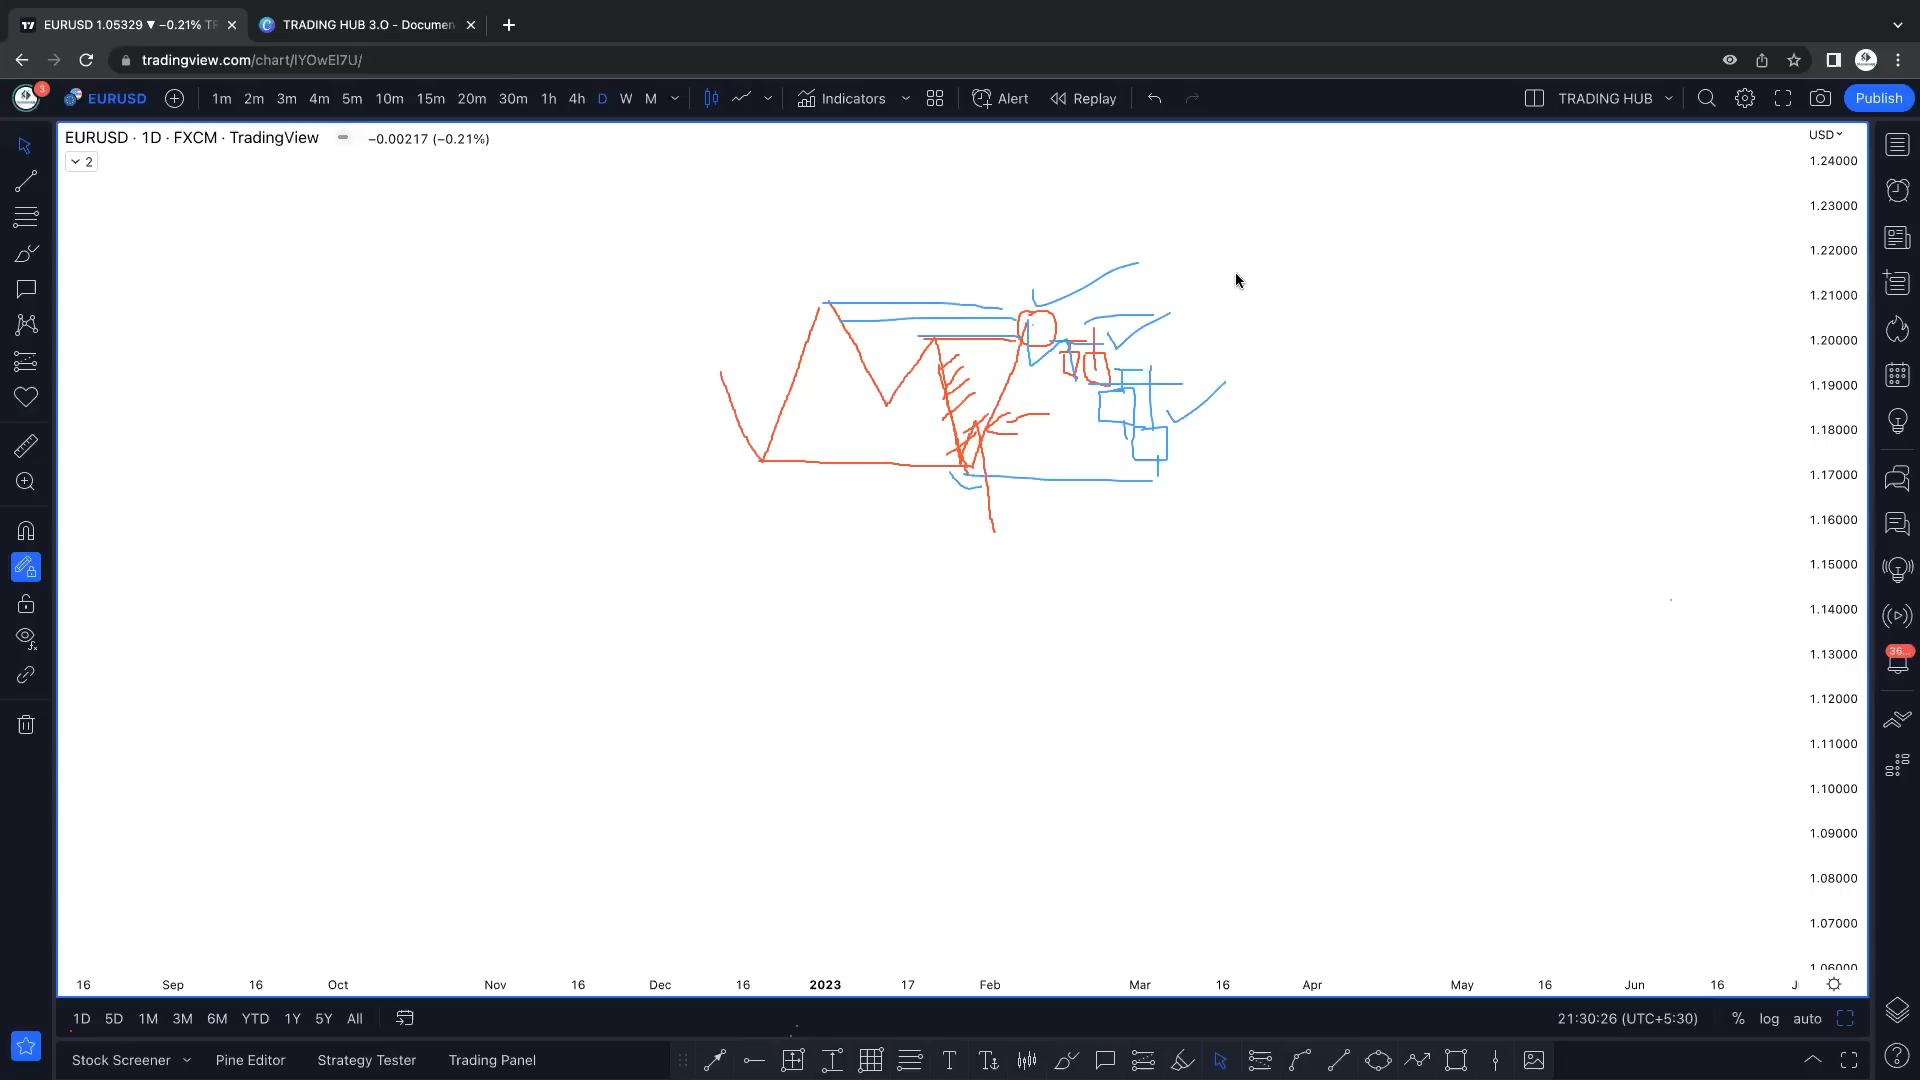 EURUSD 1.05329 ▼ −0.21% TR
TRADING HUB 3.O - Documen
tradingview.com/chart/IYOwEI7U/
3
EURUSD 1m 2m 3m 4m 5m 10m 15m 20m 30m 1h 4h D W M Indicators Alert Replay TRADING HUB Publish
EURUSD · 1D · FXCM · TradingView −0.00217 (−0.21%)
2
USD
1.24000
1.23000
1.22000
1.21000
1.20000
1.19000
1.18000
1.17000
1.16000
1.15000
1.14000
1.13000
1.12000
1.11000
1.10000
1.09000
1.08000
1.07000
1.06000
36...
16 Sep 16 Oct Nov 16 Dec 16 2023 17 Feb Mar 16 Apr May 16 Jun 16
1D 5D 1M 3M 6M YTD 1Y 5Y All 21:30:26 (UTC+5:30) % log auto
Stock Screener Pine Editor Strategy Tester Trading Panel